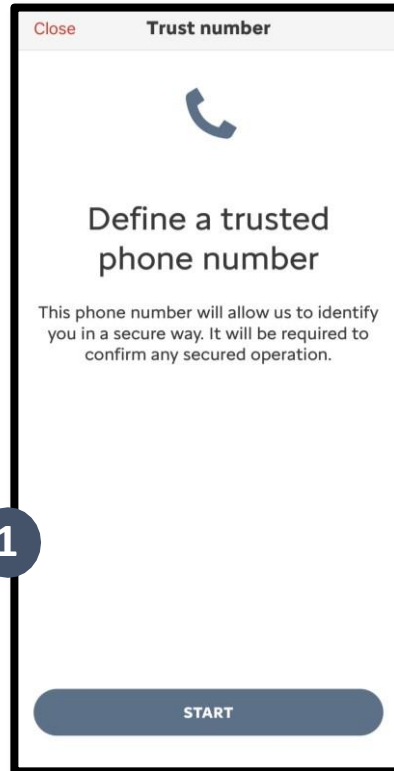 Close Trust number
Define a trusted
phone number
This phone number will allow us to identify
you in a secure way. It will be required to
confirm any secured operation.
1
START